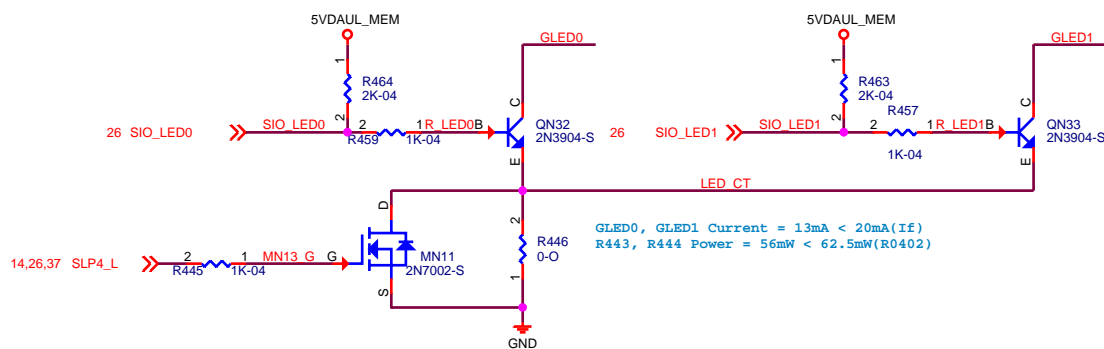 5VDAUL_MEM
5VDAUL_MEM
GLED0
GLED1
1
R464
2K-04
2
1
R463
2K-04
2
R457
C
C
26 SIO_LED0
SIO_LED0
2
R459
1K-04
1
R_LED0
B
QN32
2N3904-S
E
26
SIO_LED1
SIO_LED1
2
1K-04
1
R_LED1
B
QN33
2N3904-S
E
LED_CT
D
2
R446
0-O
1
GLED0, GLED1 Current = 13mA < 20mA(If)
R443, R444 Power = 56mW < 62.5mW(R0402)
14,26,37 SLP4_L
2
R445
1
1K-04
MN13_G
G
MN11
2N7002-S
S
GND